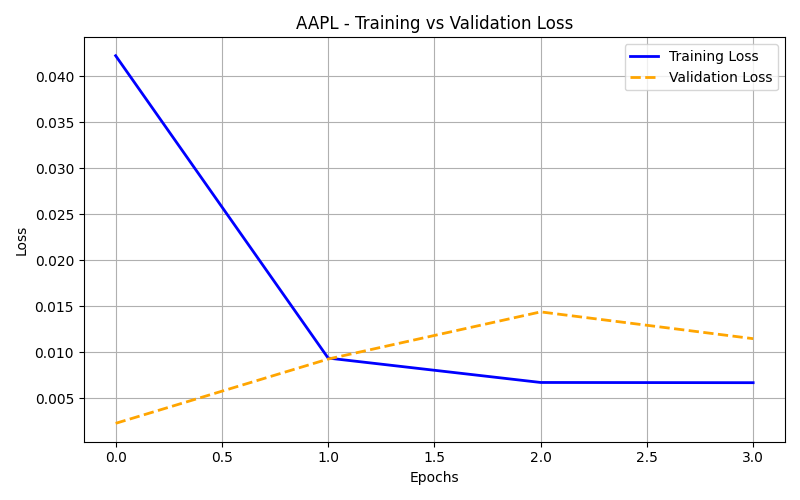 AAPL - Training vs Validation Loss
Training Loss
Validation Loss
0.040
0.035
0.030
0.025
0.020
0.015
0.010
0.005
Loss
0.0 0.5 1.0 1.5 2.0 2.5 3.0
Epochs